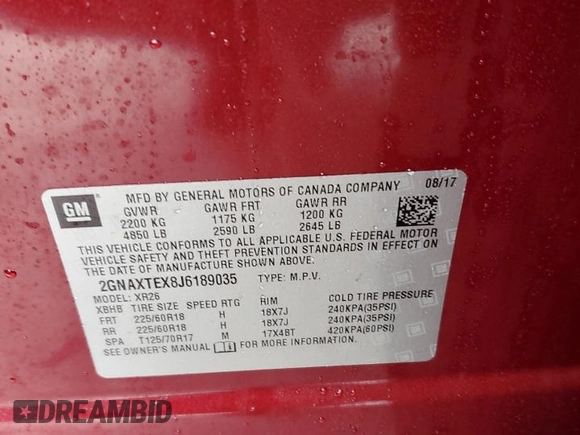 GM
MFD BY GENERAL MOTORS OF CANADA COMPANY 08/17
GVWR GAWR FRT GAWR RR
2200 KG 1175 KG 1200 KG
4850 LB 2590 LB 2645 LB
THIS VEHICLE CONFORMS TO ALL APPLICABLE U.S. FEDERAL MOTOR
VEHICLE SAFETY AND THEFT PREVENTION STANDARDS IN EFFECT ON
THE DATE OF MANUFACTURE SHOWN ABOVE.
2GNAXTEX8J6189035 TYPE: M.P.V.
MODEL: XR26
XBHB TIRE SIZE SPEED RTG RIM COLD TIRE PRESSURE
FRT 225/60R18 H 18X7J 240KPA(35PSI)
RR 225/60R18 H 18X7J 240KPA(35PSI)
SPA T125/70R17 M 17X4BT 420KPA(60PSI)
SEE OWNER'S MANUAL FOR MORE INFORMATION.
DREAMBID